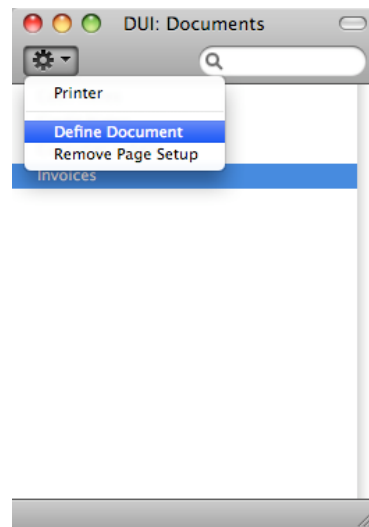 DUI: Documents
Printer
Define Document
Remove Page Setup
Invoices